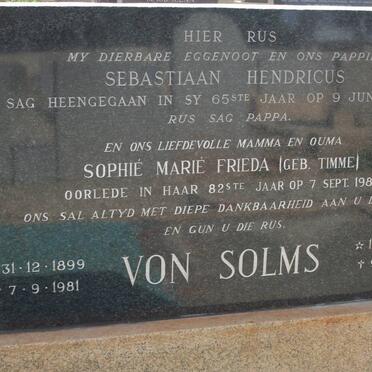 HIER RUS
MY DIERBARE EGGENOOT EN ONS PAPPIE
SEBASTIAAN HENDRICUS
SAG HEENGEGAAN IN SY 65STE JAAR OP 9 JUN
RUS SAG PAPPA.
EN ONS LIEFDEVOLLE MAMMA EN OUMA
SOPHIÉ MARIÉ FRIEDA (GEB. TIMME)
OORLEDE IN HAAR 82STE JAAR OP 7 SEPT. 198
ONS SAL ALTYD MET DIEPE DANKBAARHEID AAN U D
EN GUN U DIE RUS.
31-12-1899
7-9-1981
VON SOLMS